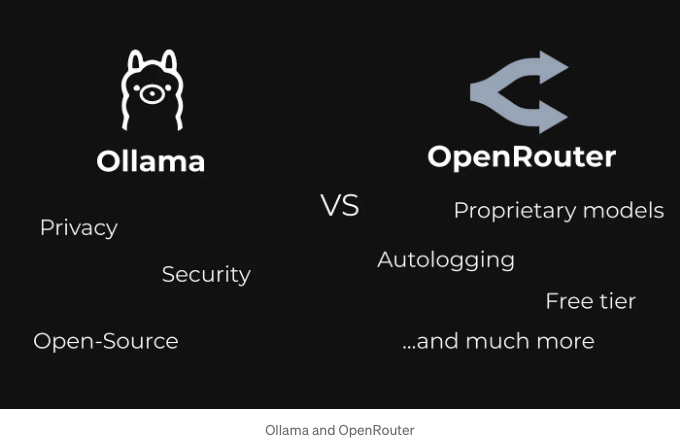 Ollama
OpenRouter
VS
Privacy
Security
Open-Source
Proprietary models
Autologging
Free tier
...and much more
Ollama and OpenRouter